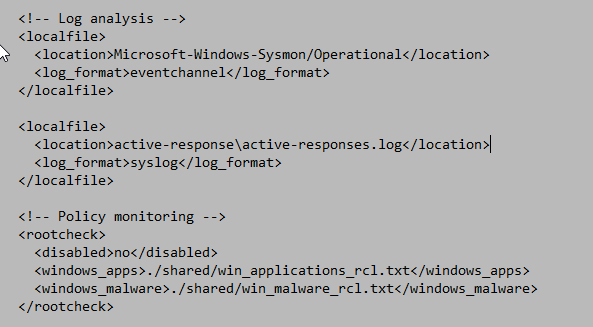 <!-- Log analysis -->
<localfile>
<location>Microsoft-Windows-Sysmon/Operational</location>
<log_format>eventchannel</log_format>
</localfile>
<localfile>
<location>active-response\active-responses.log</location>
<log_format>syslog</log_format>
</localfile>
<!-- Policy monitoring -->
<rootcheck>
<disabled>no</disabled>
<windows_apps>./shared/win_applications_rcl.txt</windows_apps>
<windows_malware>./shared/win_malware_rcl.txt</windows_malware>
</rootcheck>